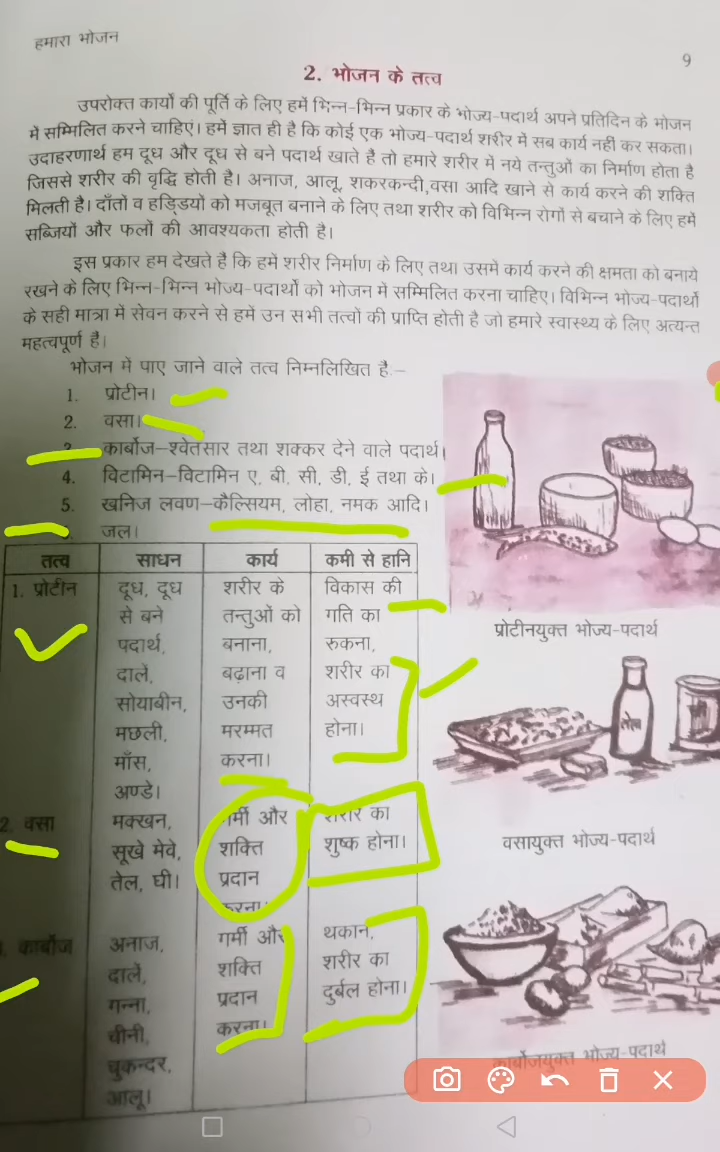 हमारा भोजन
9
2. भोजन के तत्व
उपरोक्त कार्यो की पूर्ति के लिए हमें भिन्न-भिन्न प्रकार के भोज्य-पदार्थ अपने प्रतिदिन के भोजन
में सम्मिलित करने चाहिए। हमें ज्ञात ही है कि कोई एक भोज्य-पदार्थ शरीर में सब कार्य नहीं कर सकता।
उदाहरणार्थ हम दूध और दूध से बने पदार्थ खाते है तो हमारे शरीर में नये तन्तुओं का निर्माण होता है
जिससे शरीर की वृद्धि होती है। अनाज, आलू, शकरकन्दी,वसा आदि खाने से कार्य करने की शक्ति
मिलती है। दाँतों व हड्डियों को मजबूत बनाने के लिए तथा शरीर को विभिन्न रोगों से बचाने के लिए हमें
सब्जियों और फलों की आवश्यकता होती है।
इस प्रकार हम देखते है कि हमें शरीर निर्माण के लिए तथा उसमें कार्य करने की क्षमता को बनाये
रखने के लिए भिन्न-भिन्न भोज्य-पदार्थो को भोजन में सम्मिलित करना चाहिए। विभिन्न भोज्य-पदार्थो
के सही मात्रा में सेवन करने से हमें उन सभी तत्वों की प्राप्ति होती है जो हमारे स्वास्थ्य के लिए अत्यन्त
महत्वपूर्ण है।
भोजन में पाए जाने वाले तत्व निम्नलिखित है.–
1. प्रोटीन।
2. वसा।
3. कार्बोज–श्वेतसार तथा शक्कर देने वाले पदार्थ।
4. विटामिन–विटामिन ए, बी, सी, डी, ई तथा के।
5. खनिज लवण–कैल्सियम, लोहा, नमक आदि।
जल।
तत्व साधन कार्य कमी से हानि
1. प्रोटीन दूध, दूध शरीर के विकास की
से बने तन्तुओं को गति का
पदार्थ, बनाना, रुकना,
दालें, बढ़ाना व शरीर का
सोयाबीन, उनकी अस्वस्थ
मछली, मरम्मत होना।
माँस, करना।
अण्डे।
2. वसा मक्खन, गर्मी और शरीर का
सूखे मेवे, शक्ति शुष्क होना।
तेल, घी। प्रदान
करना।
कार्बोज अनाज, गर्मी और थकान,
दालें, शक्ति शरीर का
गन्ना, प्रदान दुर्बल होना।
चीनी, करना।
चुकन्दर,
आलू।
प्रोटीनयुक्त भोज्य-पदार्थ
तेल
वसायुक्त भोज्य-पदार्थ
कार्बोजयुक्त भोज्य-पदार्थ